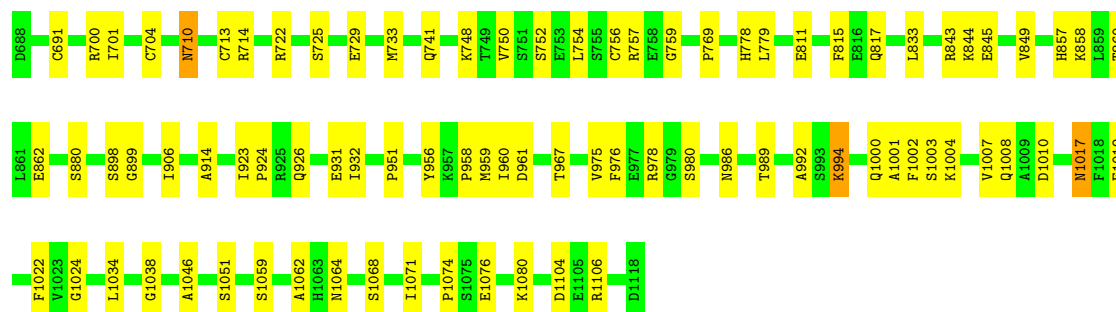 D688 C691 R700 I701 C704 N710 C713 R714 R722 S725 E729 M733 Q741 K748 T749 V750 S751 S752 E753 L754 S755 C756 R757 E758 G759 P769 H778 L779 E811 F815 E816 Q817 L833 R843 K844 E845 V849 H857 K858 L859
L861 E862 S880 S898 G899 I906 A914 I923 P924 R925 Q926 E931 I932 P951 Y956 K957 P958 M959 I960 D961 T967 V975 F976 E977 R978 G979 S980 N986 T989 A992 S993 K994 Q1000 A1001 F1002 S1003 K1004 V1007 Q1008 A1009 D1010 N1017 F1018
F1022 V1023 G1024 L1034 G1038 A1046 S1051 S1059 A1062 H1063 N1064 S1068 I1071 P1074 S1075 E1076 K1080 D1104 E1105 R1106 D1118